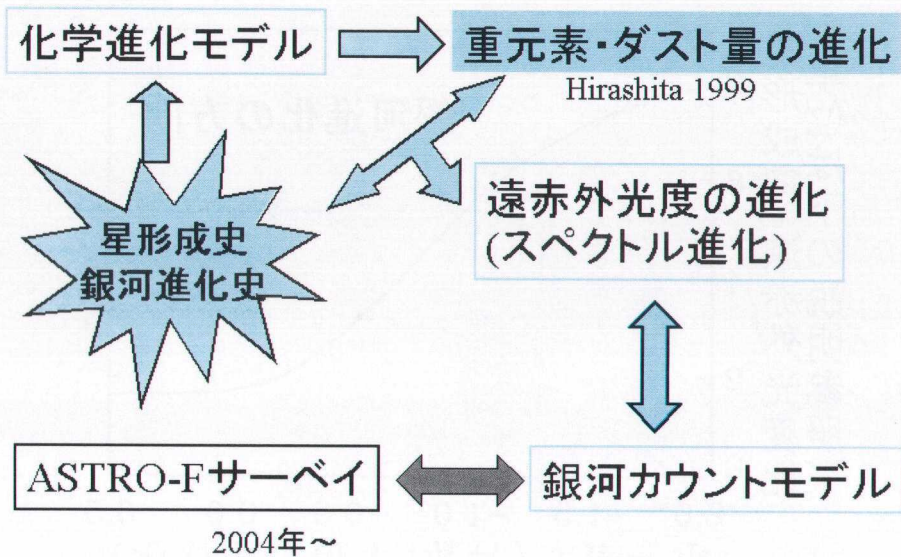 化学進化モデル
重元素・ダスト量の進化
Hirashita 1999
星形成史
銀河進化史
遠赤外光度の進化
(スペクトル進化)
ASTRO-Fサーベイ
2004年～
銀河カウントモデル